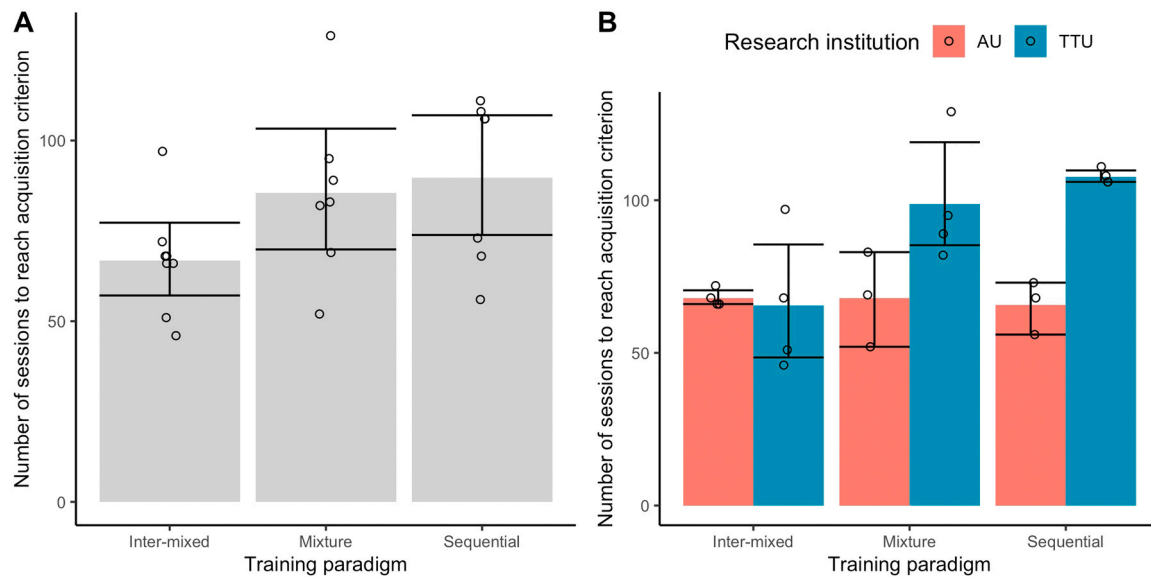 A
Number of sessions to reach acquisition criterion
100
50
0
Inter-mixed Mixture Sequential
Training paradigm
B
Research institution AU TTU
Number of sessions to reach acquisition criterion
100
50
0
Inter-mixed Mixture Sequential
Training paradigm